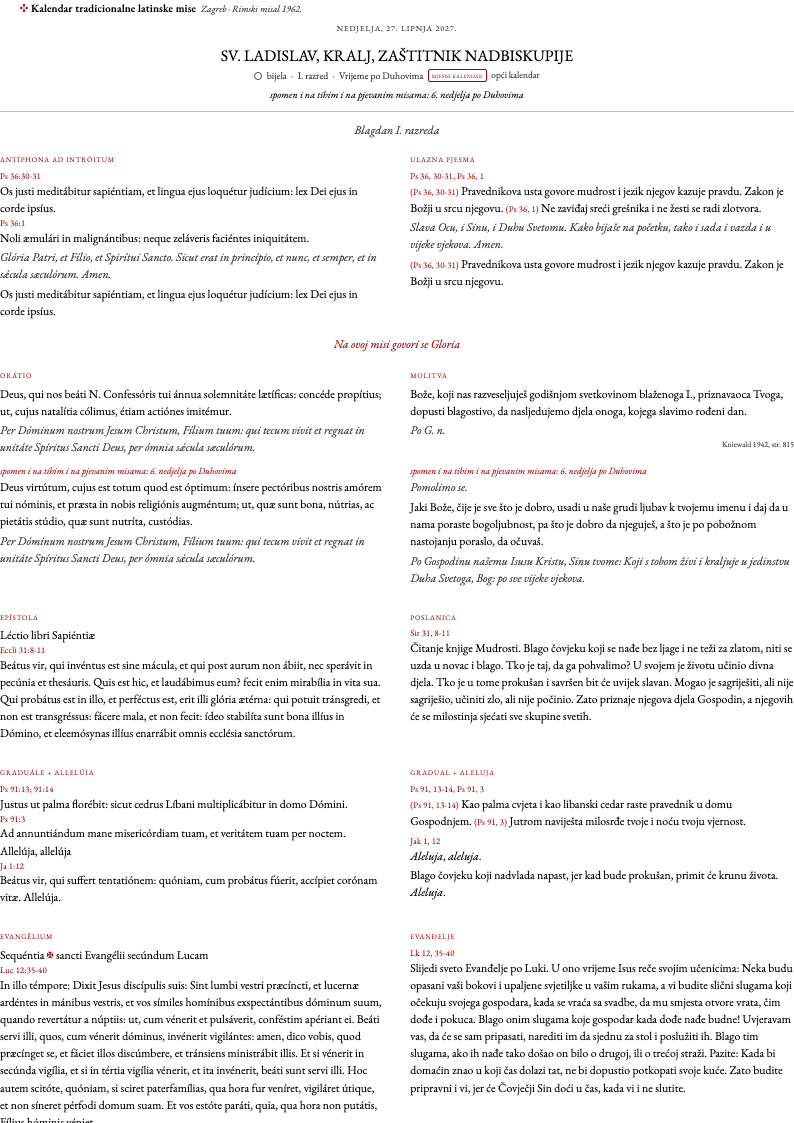 ✣ Kalendar tradicionalne latinske mise Zagreb · Rimski misal 1962.
NEDJELJA, 27. LIPNJA 2027.
SV. LADISLAV, KRALJ, ZAŠTITNIK NADBISKUPIJE
bijela · I. razred · Vrijeme po Duhovima MJESNI KALENDAR opći kalendar
spomen i na tihim i na pjevanim misama: 6. nedjelja po Duhovima
Blagdan I. razreda
ANTÍPHONA AD INTRÓITUM
Ps 36:30-31
Os justi meditábitur sapiéntiam, et lingua ejus loquétur judícium: lex Dei ejus in
corde ipsíus.
Ps 36:1
Noli æmulári in malignántibus: neque zeláveris faciéntes iniquitátem.
Glória Patri, et Fílio, et Spirítui Sancto. Sicut erat in princípio, et nunc, et semper, et in
sǽcula sæculórum. Amen.
Os justi meditábitur sapiéntiam, et lingua ejus loquétur judícium: lex Dei ejus in
corde ipsíus.
ULAZNA PJESMA
Ps 36, 30-31, Ps 36, 1
(Ps 36, 30-31) Pravednikova usta govore mudrost i jezik njegov kazuje pravdu. Zakon je
Božji u srcu njegovu. (Ps 36, 1) Ne zaviđaj sreći grešnika i ne žesti se radi zlotvora.
Slava Ocu, i Sinu, i Duhu Svetomu. Kako bijaše na početku, tako i sada i vazda i u
vijeke vjekova. Amen.
(Ps 36, 30-31) Pravednikova usta govore mudrost i jezik njegov kazuje pravdu. Zakon je
Božji u srcu njegovu.
Na ovoj misi govori se Gloria
ORÁTIO
Deus, qui nos beáti N. Confessóris tui ánnua solemnitáte lætíficas: concéde propítius;
ut, cujus natalítia cólimus, étiam actiónes imitémur.
Per Dóminum nostrum Jesum Christum, Fílium tuum: qui tecum vivit et regnat in
unitáte Spíritus Sancti Deus, per ómnia sǽcula sæculórum.
spomen i na tihim i na pjevanim misama: 6. nedjelja po Duhovima
Deus virtútum, cujus est totum quod est óptimum: ínsere pectóribus nostris amórem
tui nóminis, et præsta in nobis religiónis augméntum; ut, quæ sunt bona, nútrias, ac
pietátis stúdio, quæ sunt nutríta, custódias.
Per Dóminum nostrum Jesum Christum, Fílium tuum: qui tecum vivit et regnat in
unitáte Spíritus Sancti Deus, per ómnia sǽcula sæculórum.
MOLITVA
Bože, koji nas razveseljuješ godišnjom svetkovinom blaženoga I., priznavaoca Tvoga,
dopusti blagostivo, da nasljedujemo djela onoga, kojega slavimo rođeni dan.
Po G. n.
Kniewald 1942, str. 815
spomen i na tihim i na pjevanim misama: 6. nedjelja po Duhovima
Pomolimo se.
Jaki Bože, čije je sve što je dobro, usadi u naše grudi ljubav k tvojemu imenu i daj da u
nama poraste bogoljubnost, pa što je dobro da njeguješ, a što je po pobožnom
nastojanju poraslo, da očuvaš.
Po Gospodinu našemu Isusu Kristu, Sinu tvome: Koji s tobom živi i kraljuje u jedinstvu
Duha Svetoga, Bog: po sve vijeke vjekova.
EPÍSTOLA
Léctio libri Sapiéntiæ
Eccli 31:8-11
Beátus vir, qui invéntus est sine mácula, et qui post aurum non ábiit, nec sperávit in
pecúnia et thesáuris. Quis est hic, et laudábimus eum? fecit enim mirabília in vita sua.
Qui probátus est in illo, et perféctus est, erit illi glória ætérna: qui potuit tránsgredi, et
non est transgréssus: fácere mala, et non fecit: ídeo stabilíta sunt bona illíus in
Dómino, et eleemósynas illíus enarrábit omnis ecclésia sanctórum.
POSLANICA
Sir 31, 8-11
Čitanje knjige Mudrosti. Blago čovjeku koji se nađe bez ljage i ne teži za zlatom, niti se
uzda u novac i blago. Tko je taj, da ga pohvalimo? U svojem je životu učinio divna
djela. Tko je u tome prokušan i savršen bit će uvijek slavan. Mogao je sagriješiti, ali nije
sagriješio, učiniti zlo, ali nije počinio. Zato priznaje njegova djela Gospodin, a njegovih
će se milostinja sjećati sve skupine svetih.
GRADUÁLE + ALLELÚIA
Ps 91:13; 91:14
Justus ut palma florébit: sicut cedrus Líbani multiplicábitur in domo Dómini.
Ps 91:3
Ad annuntiándum mane misericórdiam tuam, et veritátem tuam per noctem.
Allelúja, allelúja
Ja 1:12
Beátus vir, qui suffert tentatiónem: quóniam, cum probátus fúerit, accípiet corónam
vitæ. Allelúja.
GRADUAL + ALELUJA
Ps 91, 13-14, Ps 91, 3
(Ps 91, 13-14) Kao palma cvjeta i kao libanski cedar raste pravednik u domu
Gospodnjem. (Ps 91, 3) Jutrom naviješta milosrđe tvoje i noću tvoju vjernost.
Jak 1, 12
Aleluja, aleluja.
Blago čovjeku koji nadvlada napast, jer kad bude prokušan, primit će krunu života.
Aleluja.
EVANGÉLIUM
Sequéntia ✠ sancti Evangélii secúndum Lucam
Luc 12:35-40
In illo témpore: Dixit Jesus discípulis suis: Sint lumbi vestri præcíncti, et lucernæ
ardéntes in mánibus vestris, et vos símiles homínibus exspectántibus dóminum suum,
quando revertátur a núptiis: ut, cum vénerit et pulsáverit, conféstim apériant ei. Beáti
servi illi, quos, cum vénerit dóminus, invénerit vigilántes: amen, dico vobis, quod
præcínget se, et fáciet illos discúmbere, et tránsiens ministrábit illis. Et si vénerit in
secúnda vigília, et si in tértia vigília vénerit, et ita invénerit, beáti sunt servi illi. Hoc
autem scitóte, quóniam, si sciret paterfamílias, qua hora fur veníret, vigiláret útique,
et non síneret pérfodi domum suam. Et vos estóte paráti, quia, qua hora non putátis,
Fílius hóminis véniet.
EVANĐELJE
Lk 12, 35-40
Slijedi sveto Evanđelje po Luki. U ono vrijeme Isus reče svojim učenicima: Neka budu
opasani vaši bokovi i upaljene svjetiljke u vašim rukama, a vi budite slični slugama koji
očekuju svojega gospodara, kada se vraća sa svadbe, da mu smjesta otvore vrata, čim
dođe i pokuca. Blago onim slugama koje gospodar kada dođe nađe budne! Uvjeravam
vas, da će se sam pripasati, narediti im da sjednu za stol i poslužiti ih. Blago tim
slugama, ako ih nađe tako došao on bilo o drugoj, ili o trećoj straži. Pazite: Kada bi
domaćin znao u koji čas dolazi tat, ne bi dopustio potkopati svoje kuće. Zato budite
pripravni i vi, jer će Čovječji Sin doći u čas, kada vi i ne slutite.